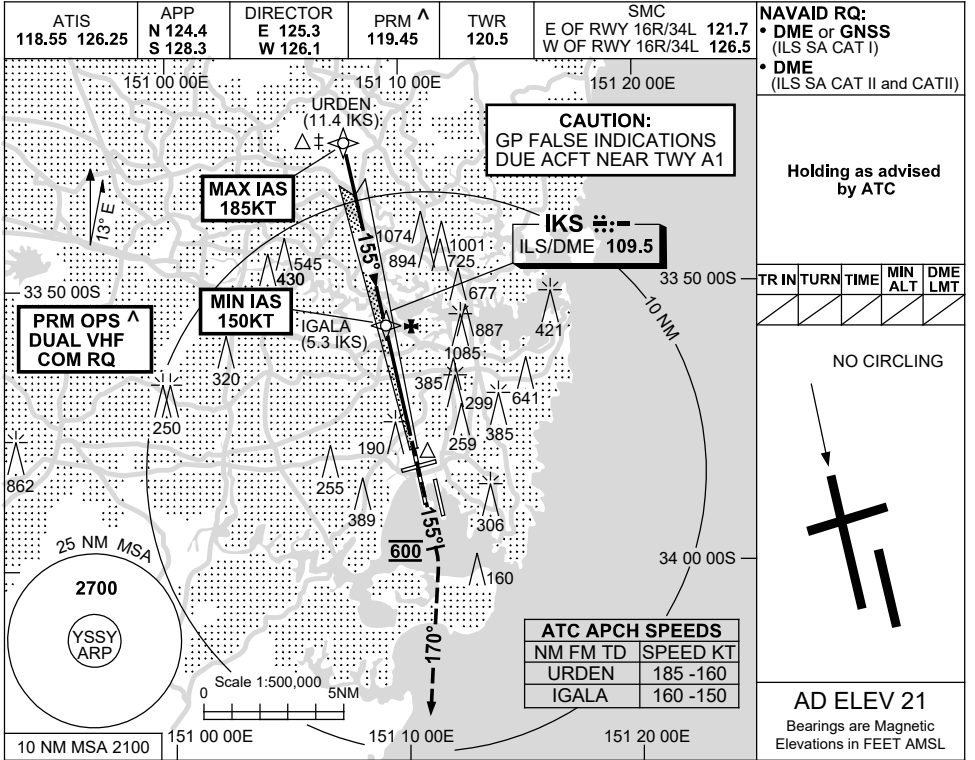 ATIS
118.55 126.25
APP
N 124.4
S 128.3
DIRECTOR
E 125.3
W 126.1
PRM ^
119.45
TWR
120.5
SMC
E OF RWY 16R/34L 121.7
W OF RWY 16R/34L 126.5
NAVAID RQ:
• DME or GNSS
(ILS SA CAT I)
• DME
(ILS SA CAT II and CATII)
151 00 00E
151 10 00E
151 20 00E
URDEN
(11.4 IKS)
‡
CAUTION:
GP FALSE INDICATIONS
DUE ACFT NEAR TWY A1
Holding as advised
by ATC
13° E
MAX IAS
185KT
155°
1074
894
1001
725
IKS
ILS/DME 109.5
545
430
33 50 00S
33 50 00S
TR IN
TURN
TIME
MIN
ALT
DME
LMT
MIN IAS
150KT
677
887
421
10 NM
PRM OPS ^
DUAL VHF
COM RQ
IGALA
(5.3 IKS)
1085
NO CIRCLING
320
385
641
250
299
385
190
259
862
255
389
306
155°
25 NM MSA
2700
YSSY
ARP
600
160
34 00 00S
170°
ATC APCH SPEEDS
NM FM TD
SPEED KT
URDEN
185 -160
IGALA
160 -150
Scale 1:500,000
0
5NM
AD ELEV 21
Bearings are Magnetic
Elevations in FEET AMSL
10 NM MSA 2100
151 00 00E
151 10 00E
151 20 00E